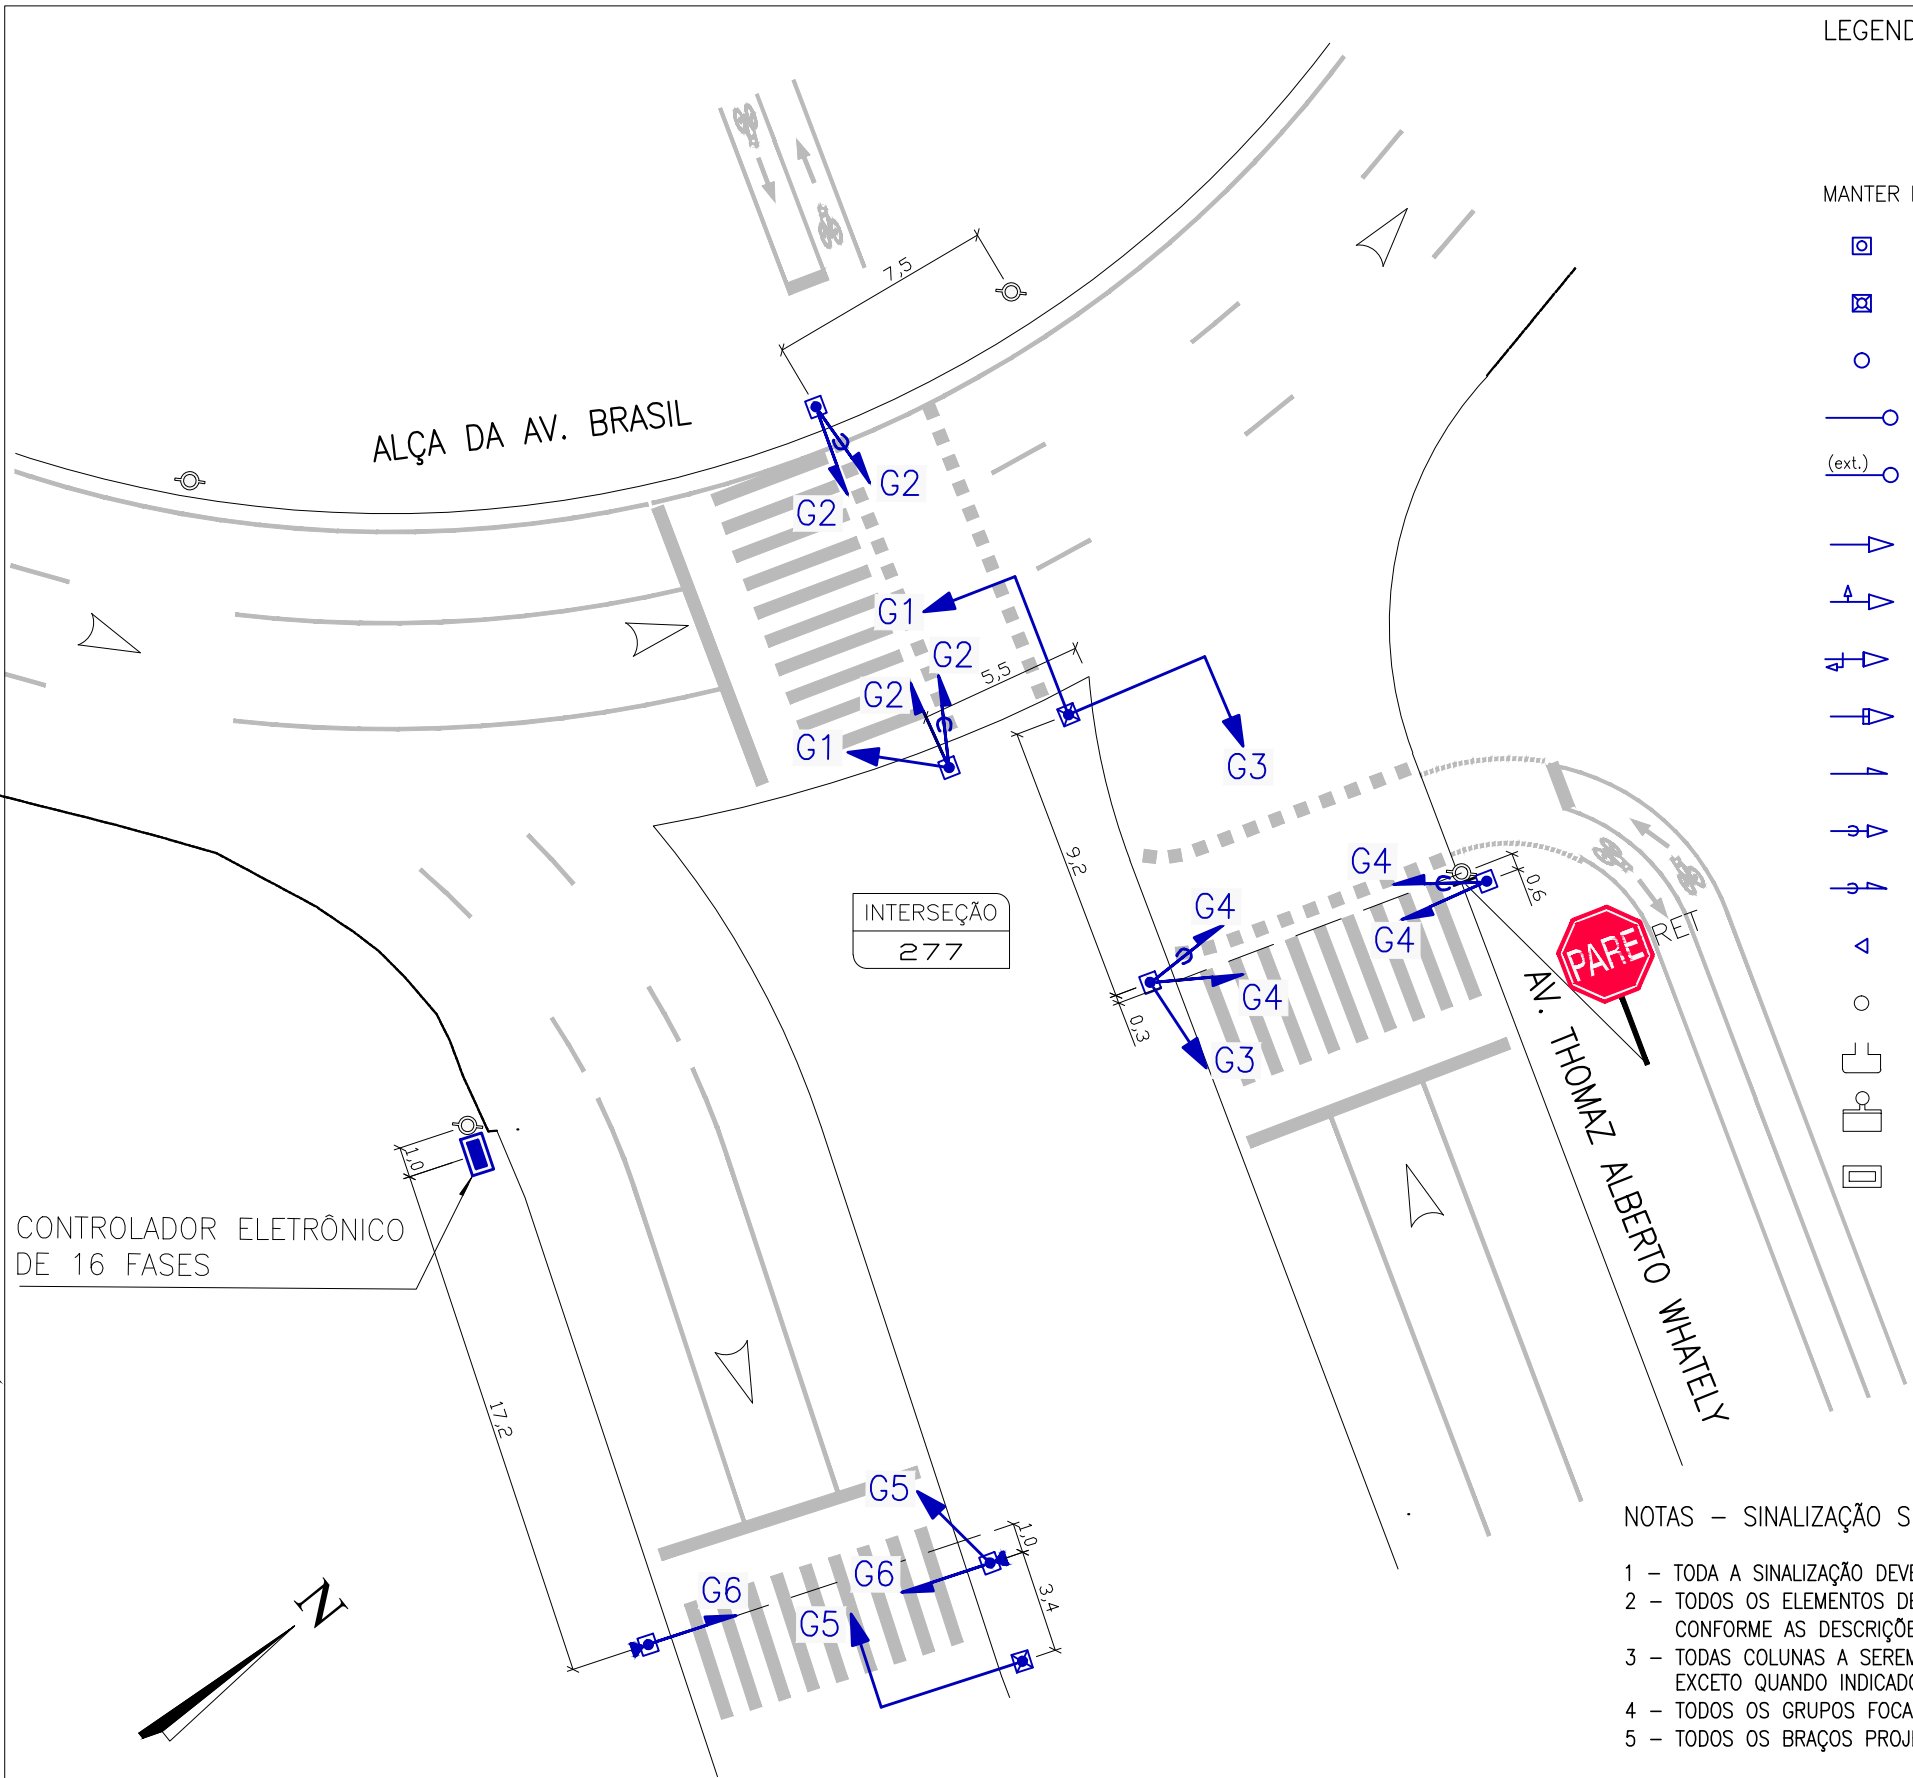 LEGEND
MANTER
(ext.)
7,5
ALÇA DA AV. BRASIL
G2
G2
G1
G2
5,5
G2
G1
G3
9,2
G4
0,6
INTERSEÇÃO
277
G4
G4
PARE
RET
G4
0,3
G3
AV. THOMAZ ALBERTO WHATELY
1,0
CONTROLADOR ELETRÔNICO
DE 16 FASES
17,2
G5
1,0
G6
G6
3,4
G5
N
NOTAS – SINALIZAÇÃO S
1 – TODA A SINALIZAÇÃO DEVE
2 – TODOS OS ELEMENTOS DE
CONFORME AS DESCRIÇÕE
3 – TODAS COLUNAS A SEREM
EXCETO QUANDO INDICADO
4 – TODOS OS GRUPOS FOCA
5 – TODOS OS BRAÇOS PROJ